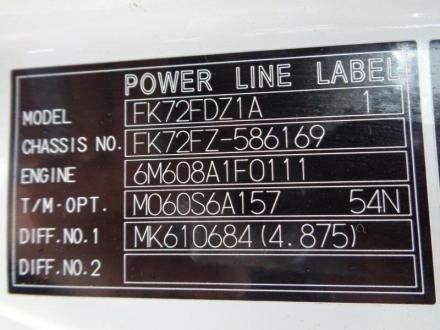 POWER LINE LABEL
MODEL FK72FDZ1A 1
CHASSIS NO. FK72FZ-586169
ENGINE 6M608A1F0111
T/M·OPT. M060S6A157 54N
DIFF.NO.1 MK610684(4.875)
DIFF.NO.2